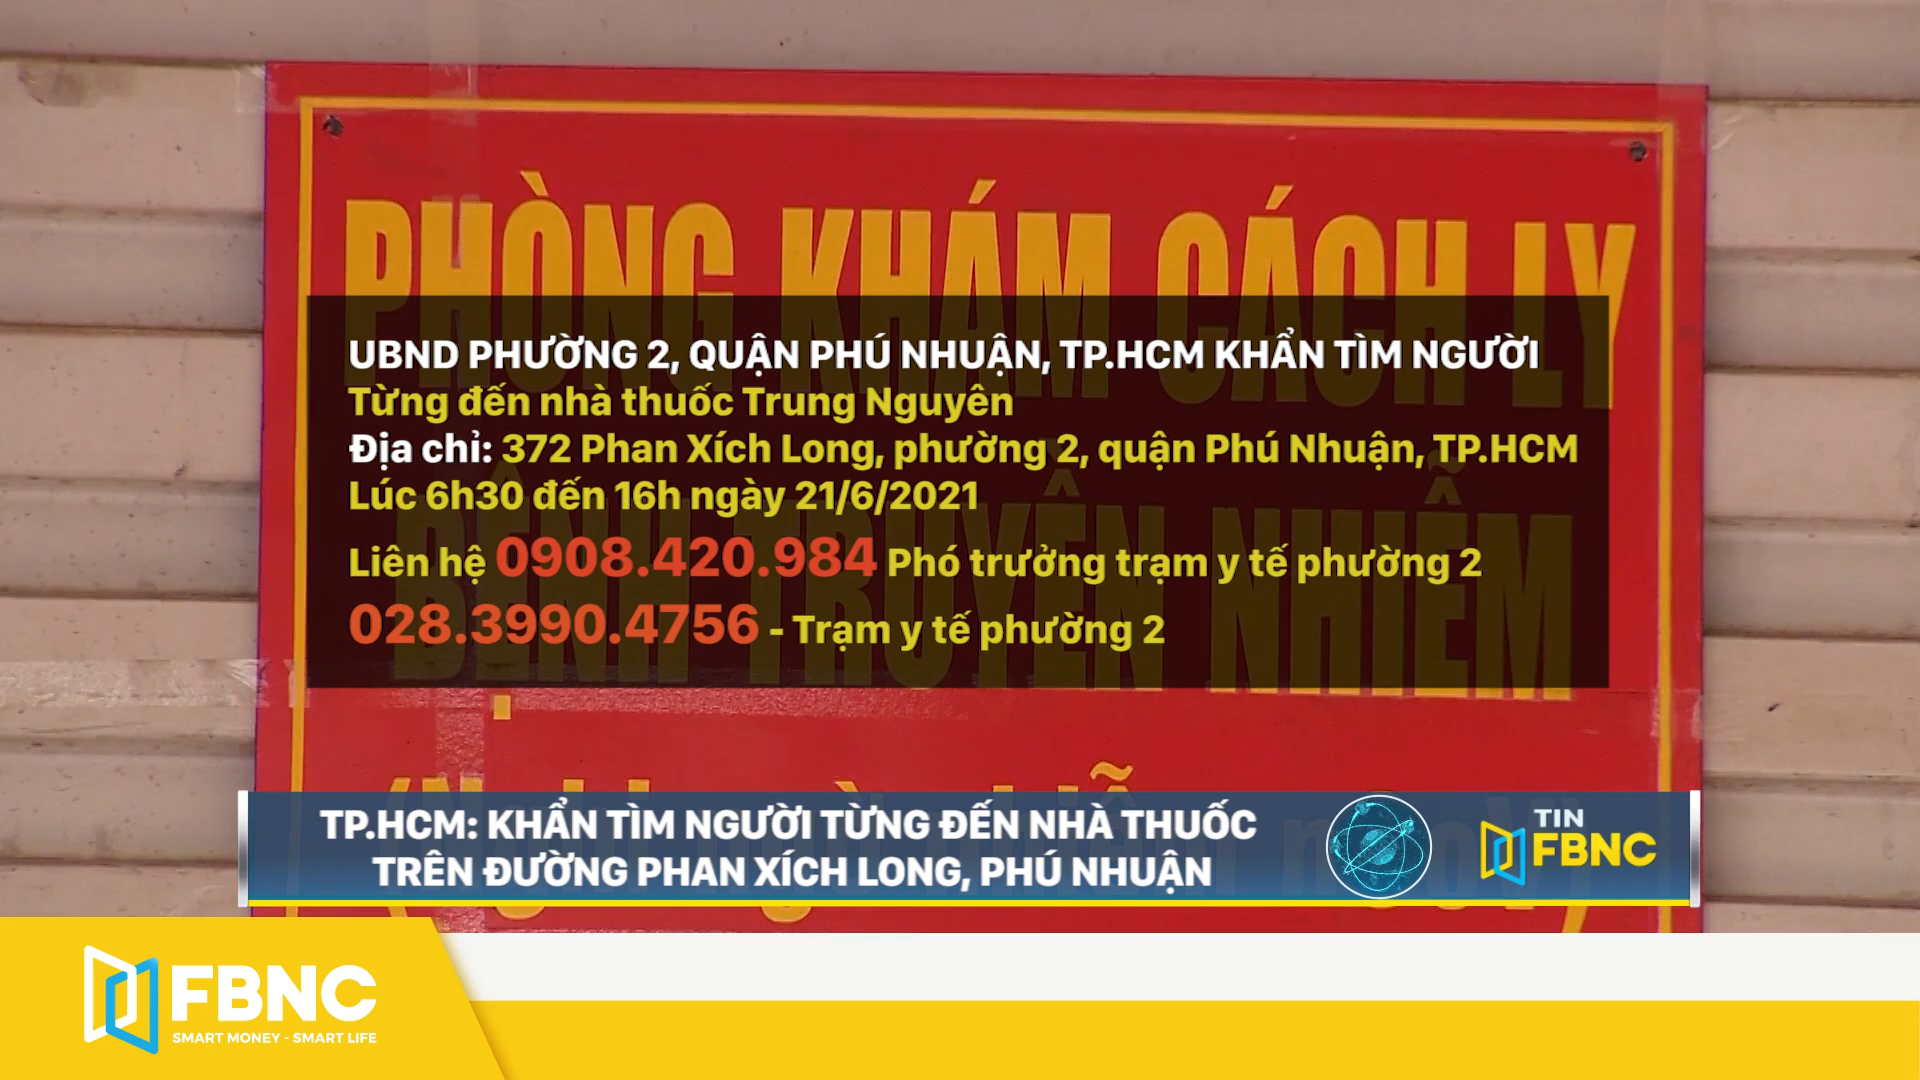 PHÒNG KHÁM CÁCH LY
UBND PHƯỜNG 2, QUẬN PHÚ NHUẬN, TP.HCM KHẨN TÌM NGƯỜI
Từng đến nhà thuốc Trung Nguyên
Địa chỉ: 372 Phan Xích Long, phường 2, quận Phú Nhuận, TP.HCM
Lúc 6h30 đến 16h ngày 21/6/2021
BỆNH TRUYỀN NHIỄM
Liên hệ 0908.420.984 Phó trưởng trạm y tế phường 2
028.3990.4756 - Trạm y tế phường 2
TP.HCM: KHẨN TÌM NGƯỜI TỪNG ĐẾN NHÀ THUỐC
TRÊN ĐƯỜNG PHAN XÍCH LONG, PHÚ NHUẬN
TIN
FBNC
FBNC
SMART MONEY - SMART LIFE